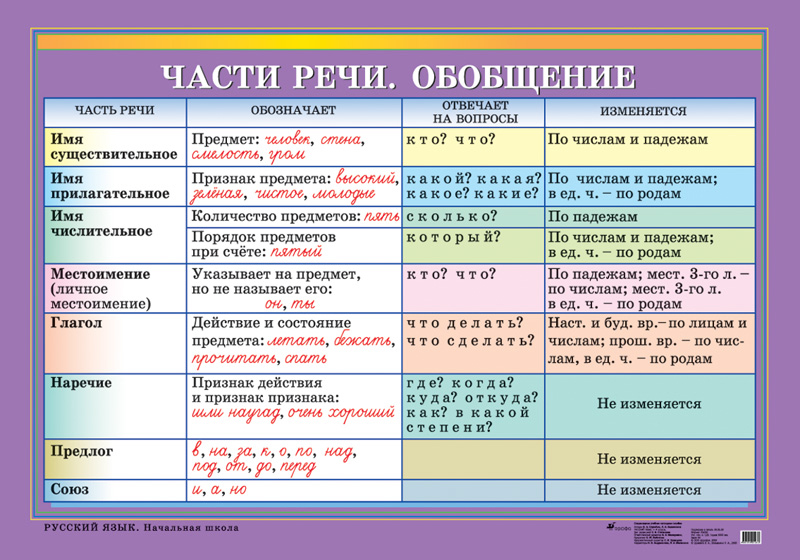 ЧАСТИ РЕЧИ. ОБОБЩЕНИЕ
ЧАСТЬ РЕЧИ
ОБОЗНАЧАЕТ
ОТВЕЧАЕТ
НА ВОПРОСЫ
ИЗМЕНЯЕТСЯ
Имя
существительное
Предмет: человек, стена,
смелость, гром
кто? что?
По числам и падежам
Имя
прилагательное
Признак предмета: высокий,
зелёная, чистое, молодые
какой? какая?
какое? какие?
По числам и падежам;
в ед. ч. – по родам
Имя
числительное
Количество предметов: пять
сколько?
По падежам
Порядок предметов
при счёте: пятый
который?
По числам и падежам;
в ед. ч. – по родам
Местоимение
(личное
местоимение)
Указывает на предмет,
но не называет его:
он, ты
кто? что?
По падежам; мест. 3-го л. –
по числам; мест. 3-го л.
в ед. ч. – по родам
Глагол
Действие и состояние
предмета: летать, бежать,
прочитать, спать
что делать?
что сделать?
Наст. и буд. вр.– по лицам и
числам; прош. вр. – по чис-
лам, в ед. ч. – по родам
Наречие
Признак действия
и признак признака:
шли наугад, очень хороший
где? когда?
куда? откуда?
как? в какой
степени?
Не изменяется
Предлог
в, на, за, к, о, по, над,
под, от, до, перед
Не изменяется
Союз
и, а, но
Не изменяется
РУССКИЙ ЯЗЫК. Начальная школа
дрофа